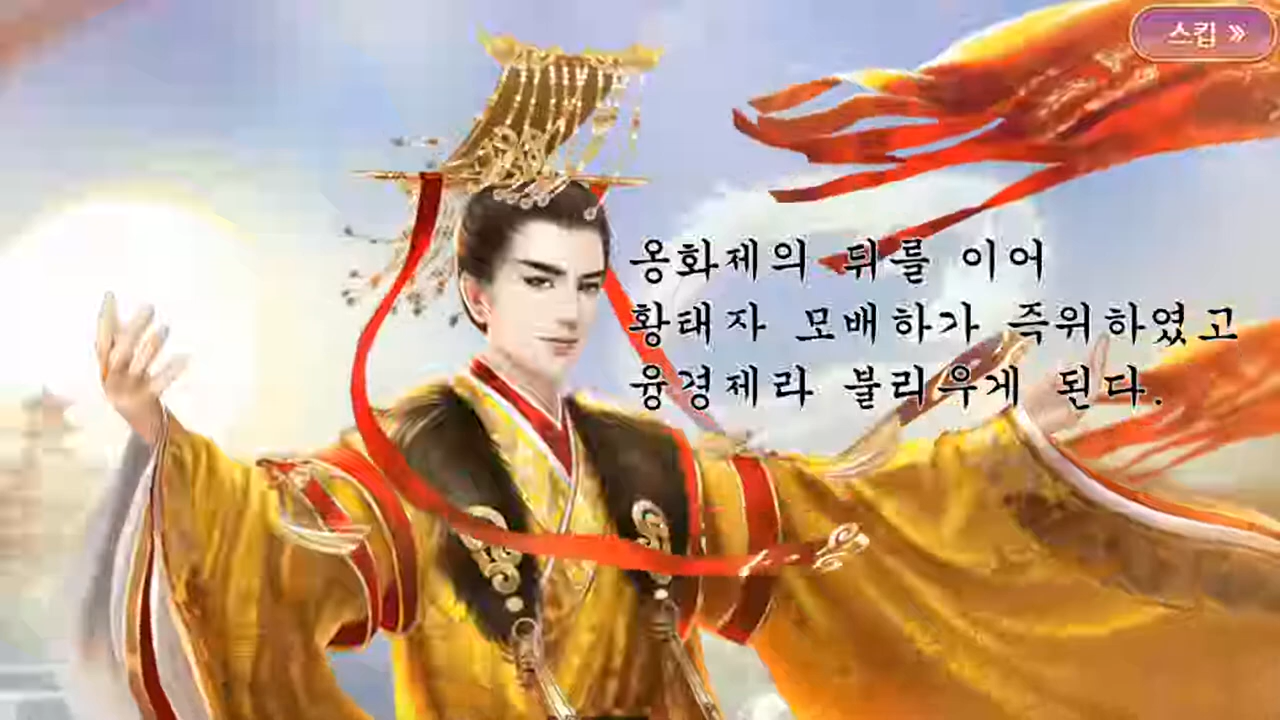 스킵 »
옹화제의 뒤를 이어
황태자 모배하가 즉위하였고
융경제라 불리우게 된다.